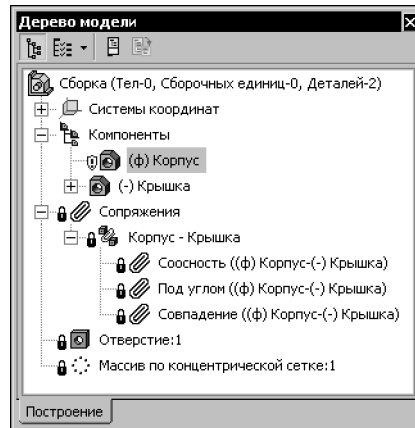 Дерево модели
Сборка (Тел-0, Сборочных единиц-0, Деталей-2)
Системы координат
Компоненты
(ф) Корпус
(-) Крышка
Сопряжения
Корпус - Крышка
Соосность ((ф) Корпус-(-) Крышка)
Под углом ((ф) Корпус-(-) Крышка)
Совпадение ((ф) Корпус-(-) Крышка)
Отверстие:1
Массив по концентрической сетке:1
Построение